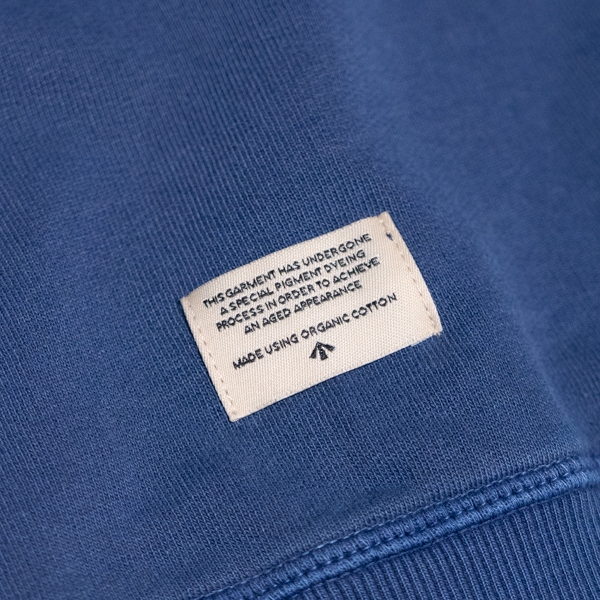 THIS GARMENT HAS UNDERGONE
A SPECIAL PIGMENT DYEING
PROCESS IN ORDER TO ACHIEVE
AN AGED APPEARANCE
MADE USING ORGANIC COTTON